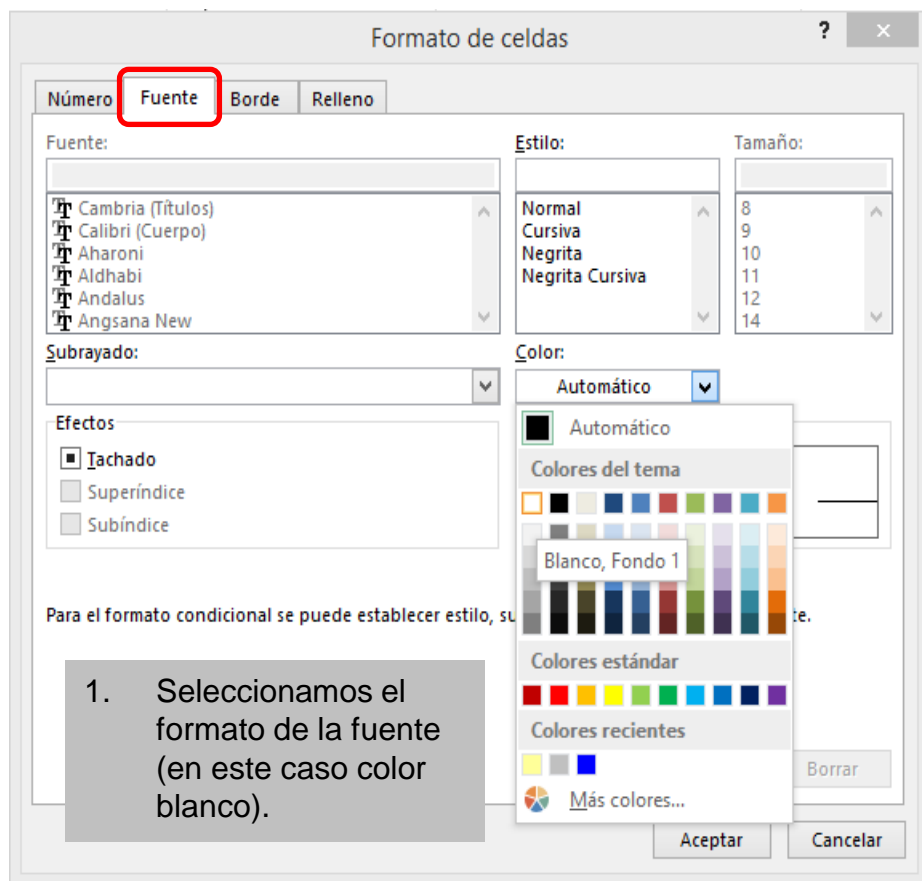 Formato de celdas
?
Número Fuente Borde Relleno
Fuente: Estilo: Tamaño:
Cambria (Títulos)
Calibri (Cuerpo)
Aharoni
Aldhabi
Andalus
Angsana New
Normal
Cursiva
Negrita
Negrita Cursiva
8
9
10
11
12
14
Subrayado: Color:
Automático
Automático
Efectos
Tachado
Superíndice
Subíndice
Colores del tema
Blanco, Fondo 1
Para el formato condicional se puede establecer estilo,
Colores estándar
Colores recientes
Más colores...
1. Seleccionamos el
formato de la fuente
(en este caso color
blanco).
Borrar
Aceptar Cancelar